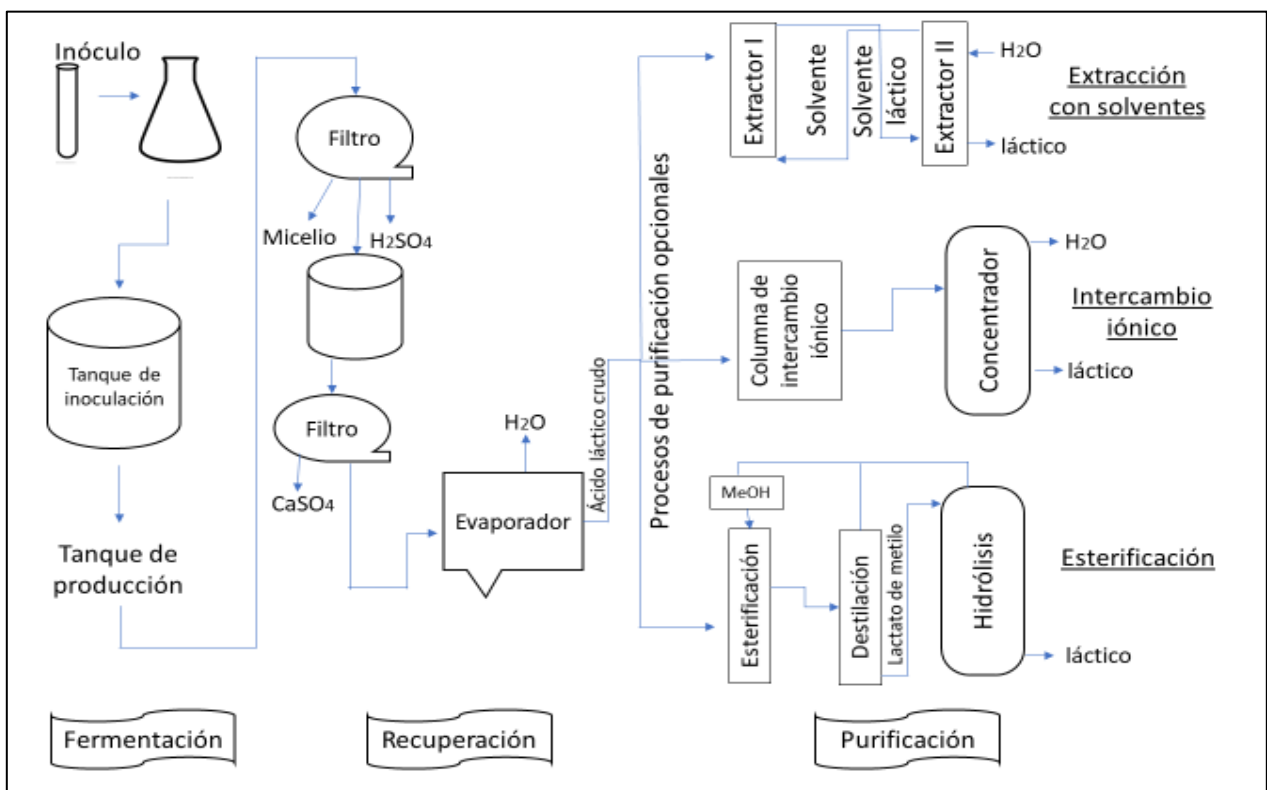 Inóculo
Tanque de
inoculación
Tanque de
producción
Filtro
Micelio
H2SO4
Filtro
CaSO4
H2O
Evaporador
Ácido láctico crudo
Procesos de purificación opcionales
Extractor I
Solvente
Solvente
láctico
Extractor II
H2O
láctico
Extracción
con solventes
Columna de
intercambio
iónico
Concentrador
H2O
láctico
Intercambio
iónico
MeOH
Esterificación
Destilación
Lactato de metilo
Hidrólisis
láctico
Esterificación
Fermentación
Recuperación
Purificación